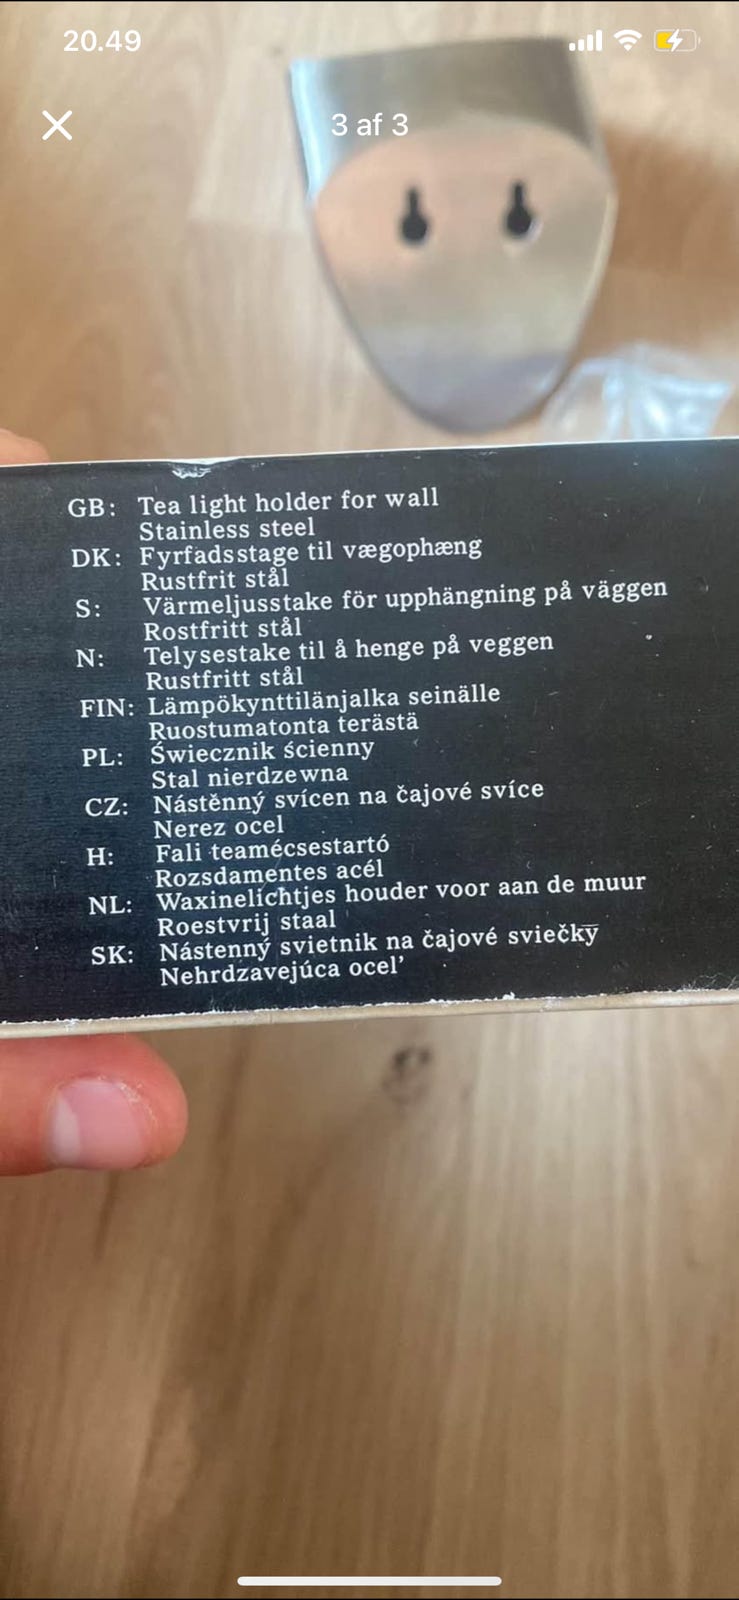 20.49
3 af 3
GB: Tea light holder for wall
Stainless steel
DK: Fyrfadsstage til vægophæng
Rustfrit stål
S: Värmeljusstake för upphängning på väggen
Rostfritt stål
N: Telysestake til å henge på veggen
Rustfritt stål
FIN: Lämpökynttilänjalka seinälle
Ruostumatonta terästä
PL: Świecznik ścienny
Stal nierdzewna
CZ: Nástěnný svícen na čajové svíce
Nerez ocel
H: Fali teamécsestartó
Rozsdamentes acél
NL: Waxinelichtjes houder voor aan de muur
Roestvrij staal
SK: Nástenný svietnik na čajové sviečky
Nehrdzavejúca ocel'